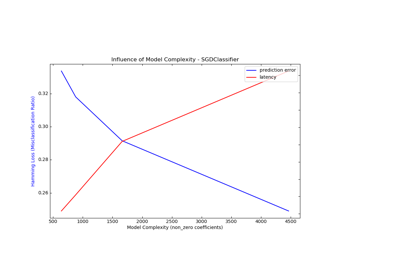 Influence of Model Complexity - SGDClassifier
prediction error
latency
Hamming Loss (Misclassification Ratio)
0.32
0.30
0.28
0.26
500 1000 1500 2000 2500 3000 3500 4000 4500
Model Complexity (non_zero coefficients)